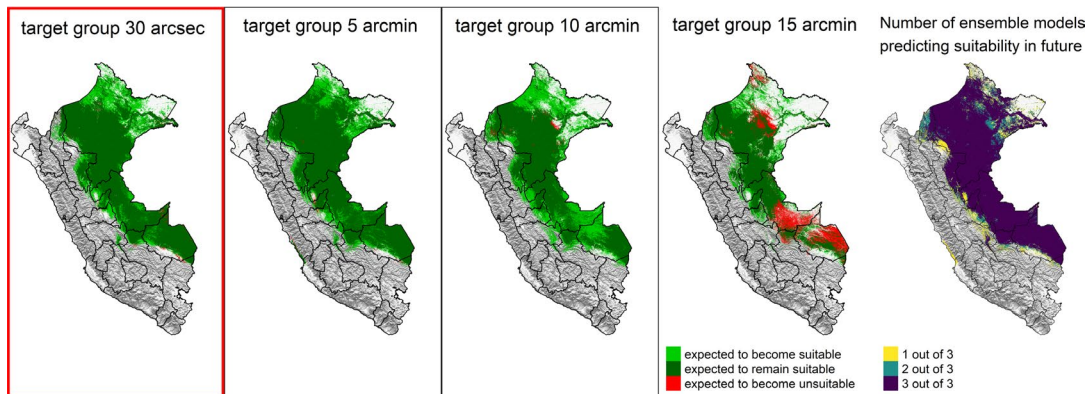 target group 30 arcsec
target group 5 arcmin
target group 10 arcmin
target group 15 arcmin
Number of ensemble models
predicting suitability in future
expected to become suitable
expected to remain suitable
expected to become unsuitable
1 out of 3
2 out of 3
3 out of 3